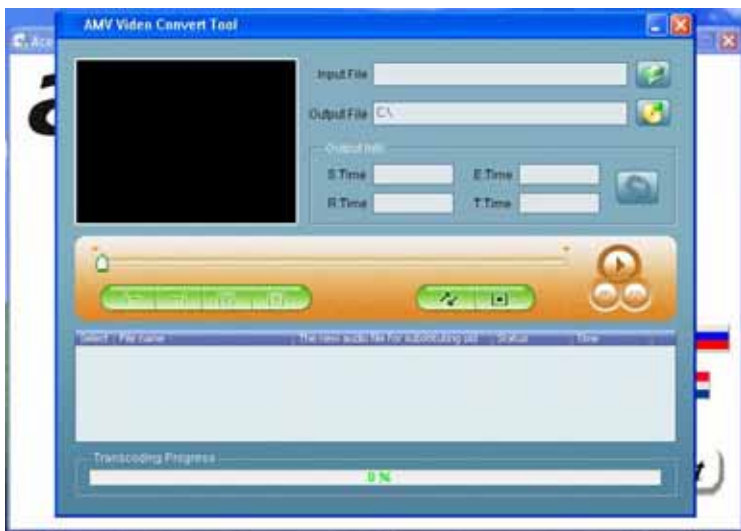 AMV Video Convert Tool
Ace
a
Input File
Output File C:\
Output Info
S.Time E.Time
R.Time T.Time
Select File name The new audio file for substituting old Status Time
Transcoding Progress
0 %
t